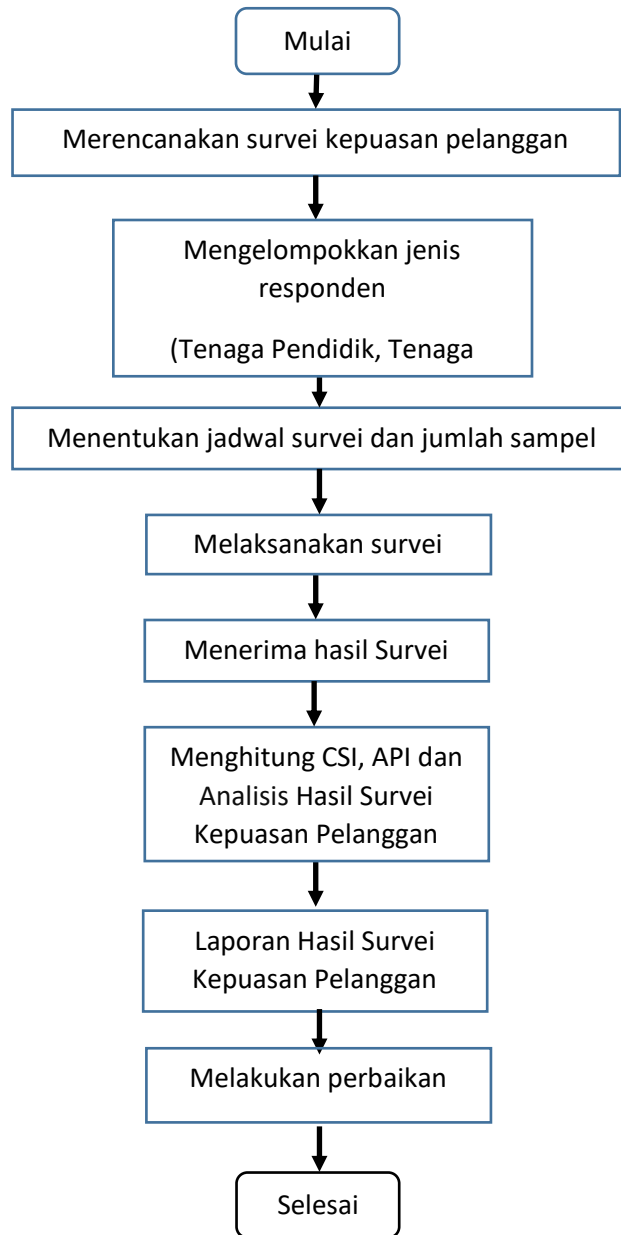 Mulai
Merencanakan survei kepuasan pelanggan
Mengelompokkan jenis
responden
(Tenaga Pendidik, Tenaga
Menentukan jadwal survei dan jumlah sampel
Melaksanakan survei
Menerima hasil Survei
Menghitung CSI, API dan
Analisis Hasil Survei
Kepuasan Pelanggan
Laporan Hasil Survei
Kepuasan Pelanggan
Melakukan perbaikan
Selesai